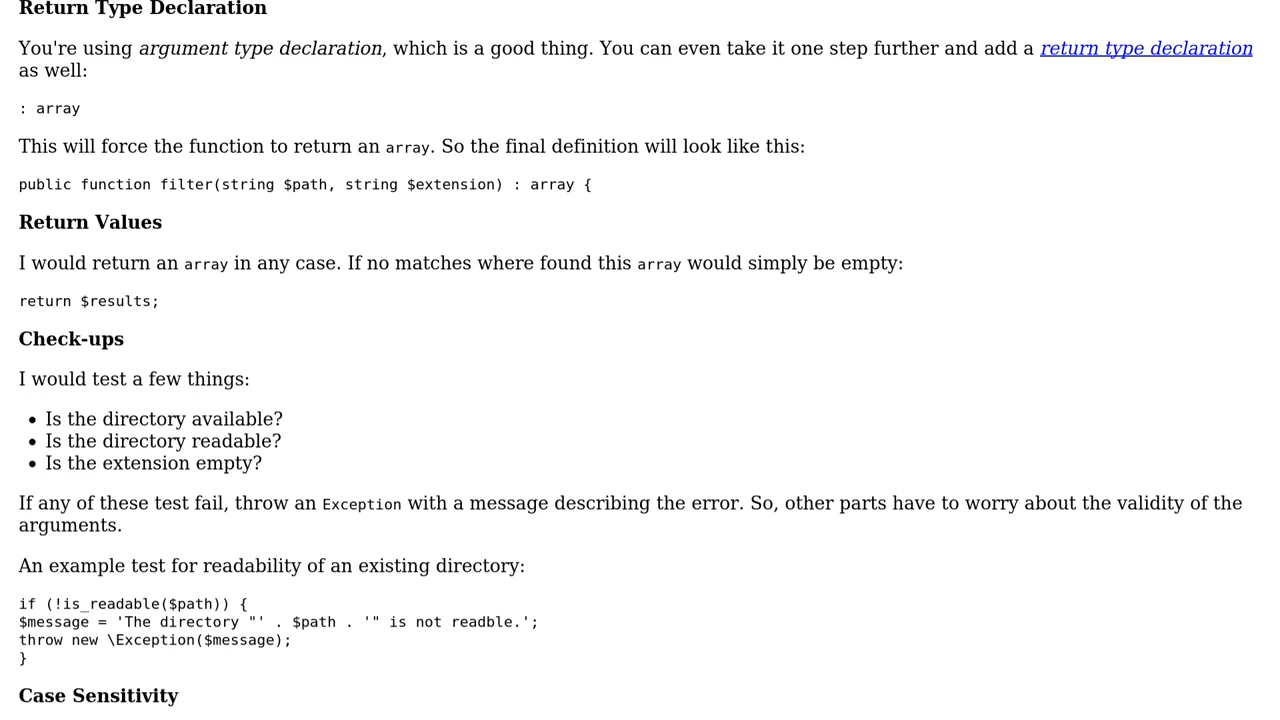 Return Type Declaration
You're using argument type declaration, which is a good thing. You can even take it one step further and add a return type declaration
as well:
: array
This will force the function to return an array. So the final definition will look like this:
public function filter(string $path, string $extension) : array {
Return Values
I would return an array in any case. If no matches where found this array would simply be empty:
return $results;
Check-ups
I would test a few things:
• Is the directory available?
• Is the directory readable?
• Is the extension empty?
If any of these test fail, throw an Exception with a message describing the error. So, other parts have to worry about the validity of the
arguments.
An example test for readability of an existing directory:
if (!is_readable($path)) {
$message = 'The directory "' . $path . '" is not readble.';
throw new \Exception($message);
}
Case Sensitivity